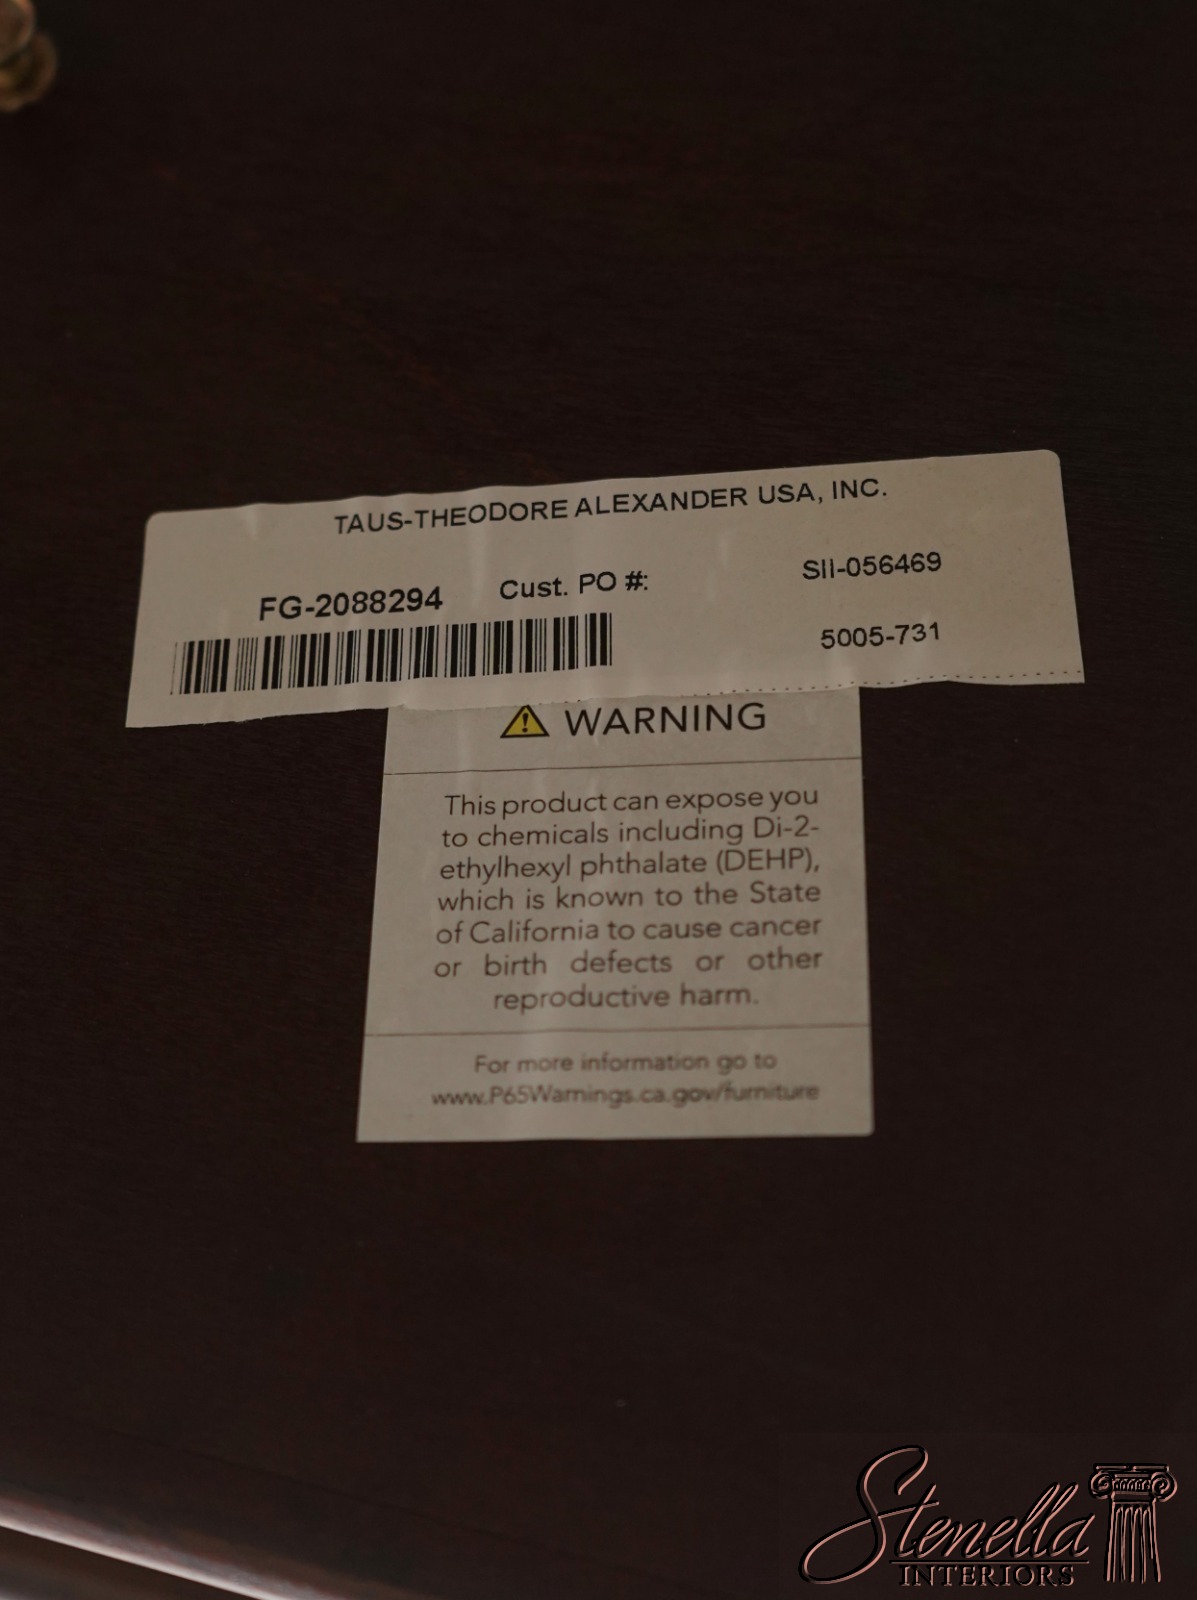 TAUS-THEODORE ALEXANDER USA, INC.
FG-2088294 Cust. PO #: SII-056469
5005-731
WARNING
This product can expose you
to chemicals including Di-2-
ethylhexyl phthalate (DEHP),
which is known to the State
of California to cause cancer
or birth defects or other
reproductive harm.
For more information go to
www.P65Warnings.ca.gov/furniture
Stenella
INTERIORS